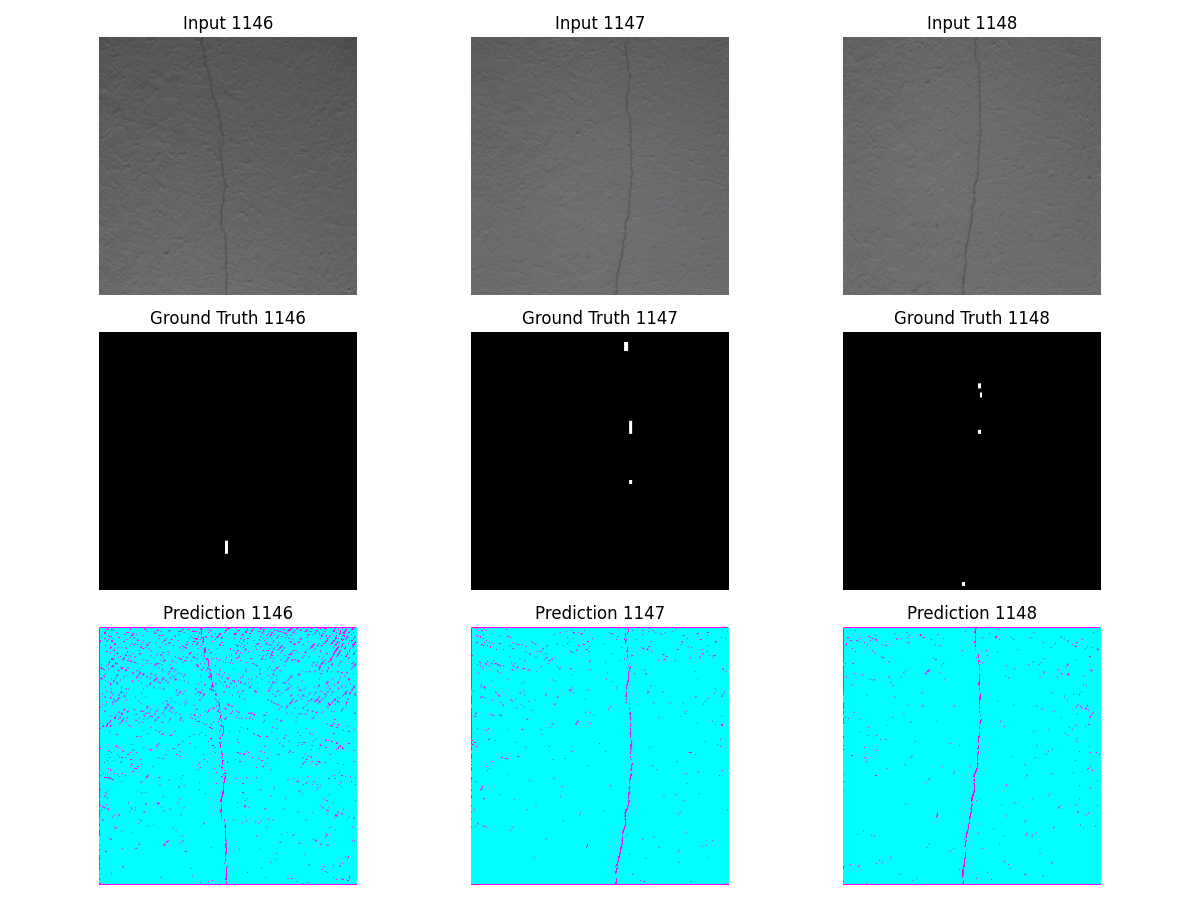 Input 1146
Input 1147
Input 1148
Ground Truth 1146
Ground Truth 1147
Ground Truth 1148
Prediction 1146
Prediction 1147
Prediction 1148